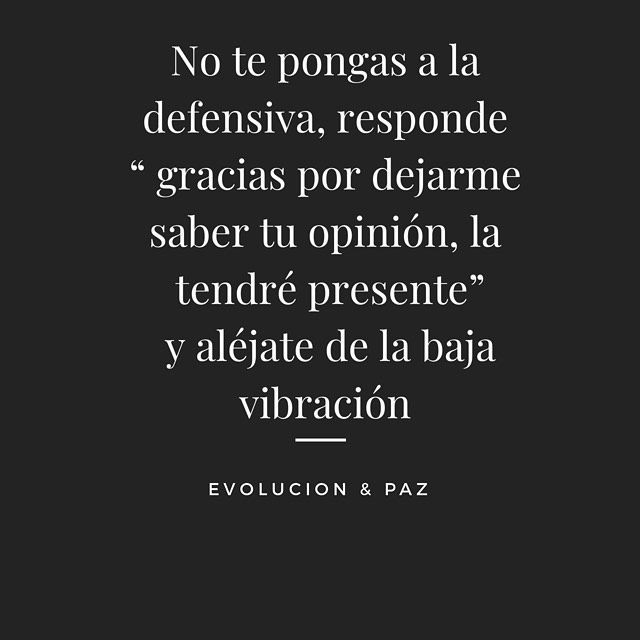 No te pongas a la
defensiva, responde
“ gracias por dejarme
saber tu opinión, la
tendré presente”
y aléjate de la baja
vibración
EVOLUCION & PAZ